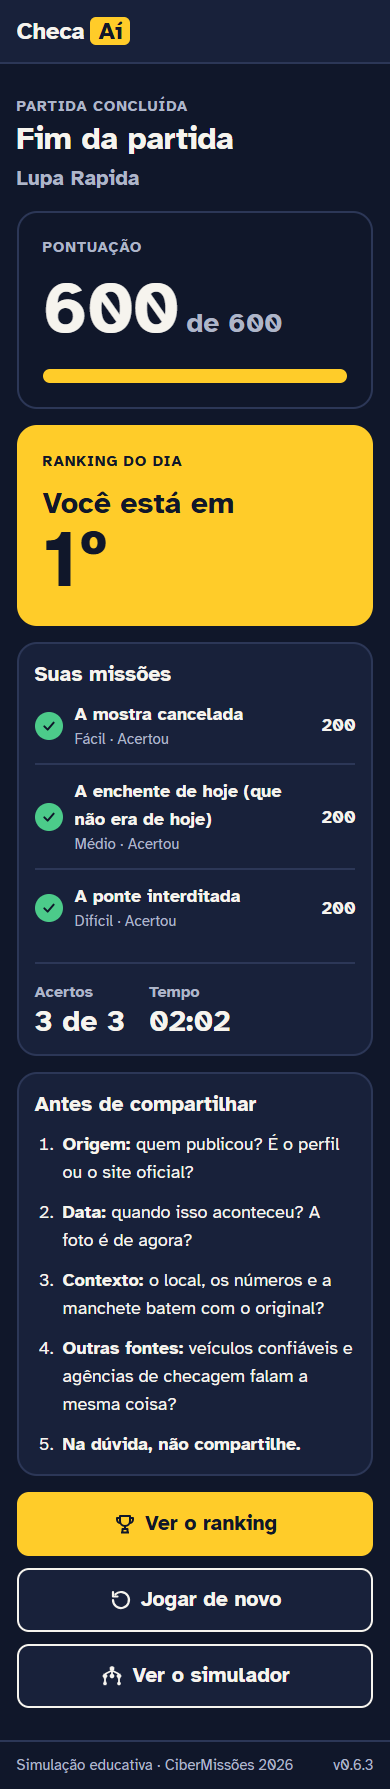 Checa Aí
PARTIDA CONCLUÍDA
Fim da partida
Lupa Rapida
PONTUAÇÃO
600 de 600
RANKING DO DIA
Você está em
1º
Suas missões
A mostra cancelada
Fácil · Acertou
200
A enchente de hoje (que
não era de hoje)
Médio · Acertou
200
A ponte interditada
Difícil · Acertou
200
Acertos
3 de 3
Tempo
02:02
Antes de compartilhar
1. Origem: quem publicou? É o perfil
ou o site oficial?
2. Data: quando isso aconteceu? A
foto é de agora?
3. Contexto: o local, os números e a
manchete batem com o original?
4. Outras fontes: veículos confiáveis e
agências de checagem falam a
mesma coisa?
5. Na dúvida, não compartilhe.
Ver o ranking
Jogar de novo
Ver o simulador
Simulação educativa · CiberMissões 2026
v0.6.3